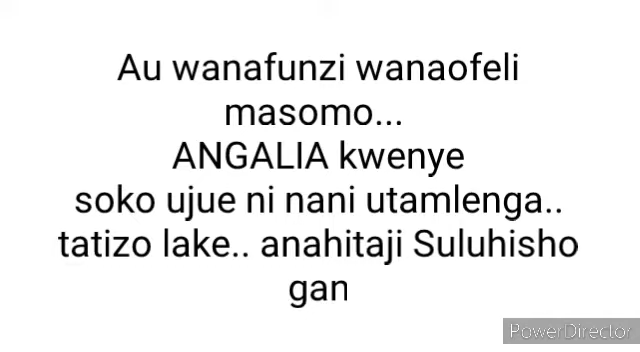 Au wanafunzi wanaofeli
masomo...
ANGALIA kwenye
soko ujue ni nani utamlenga..
tatizo lake.. anahitaji Suluhisho
gan
PowerDirector